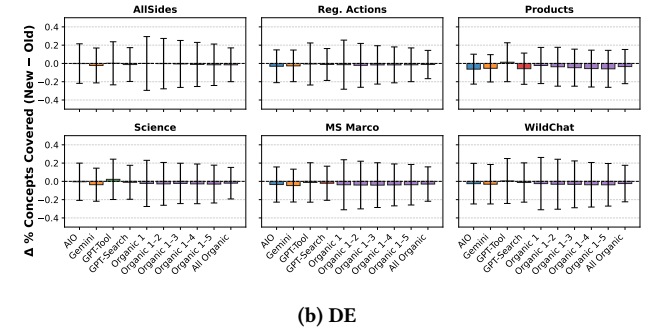 AllSides
Reg. Actions
Products
Δ % Concepts Covered (New − Old)
0.4
0.2
0.0
−0.2
−0.4
Science
MS Marco
WildChat
0.4
0.2
0.0
−0.2
−0.4
AIO
Gemini
GPT-Tool
GPT-Search
Organic 1
Organic 1–2
Organic 1–3
Organic 1–4
Organic 1–5
All Organic
AIO
Gemini
GPT-Tool
GPT-Search
Organic 1
Organic 1–2
Organic 1–3
Organic 1–4
Organic 1–5
All Organic
AIO
Gemini
GPT-Tool
GPT-Search
Organic 1
Organic 1–2
Organic 1–3
Organic 1–4
Organic 1–5
All Organic
(b) DE